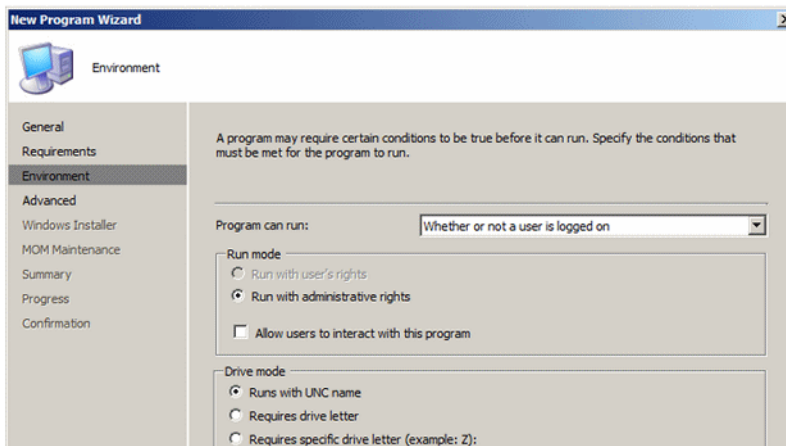 New Program Wizard
Environment
General
Requirements
Environment
Advanced
Windows Installer
MOM Maintenance
Summary
Progress
Confirmation
A program may require certain conditions to be true before it can run. Specify the conditions that
must be met for the program to run.
Program can run:
Whether or not a user is logged on
Run mode
Run with user's rights
Run with administrative rights
Allow users to interact with this program
Drive mode
Runs with UNC name
Requires drive letter
Requires specific drive letter (example: Z):